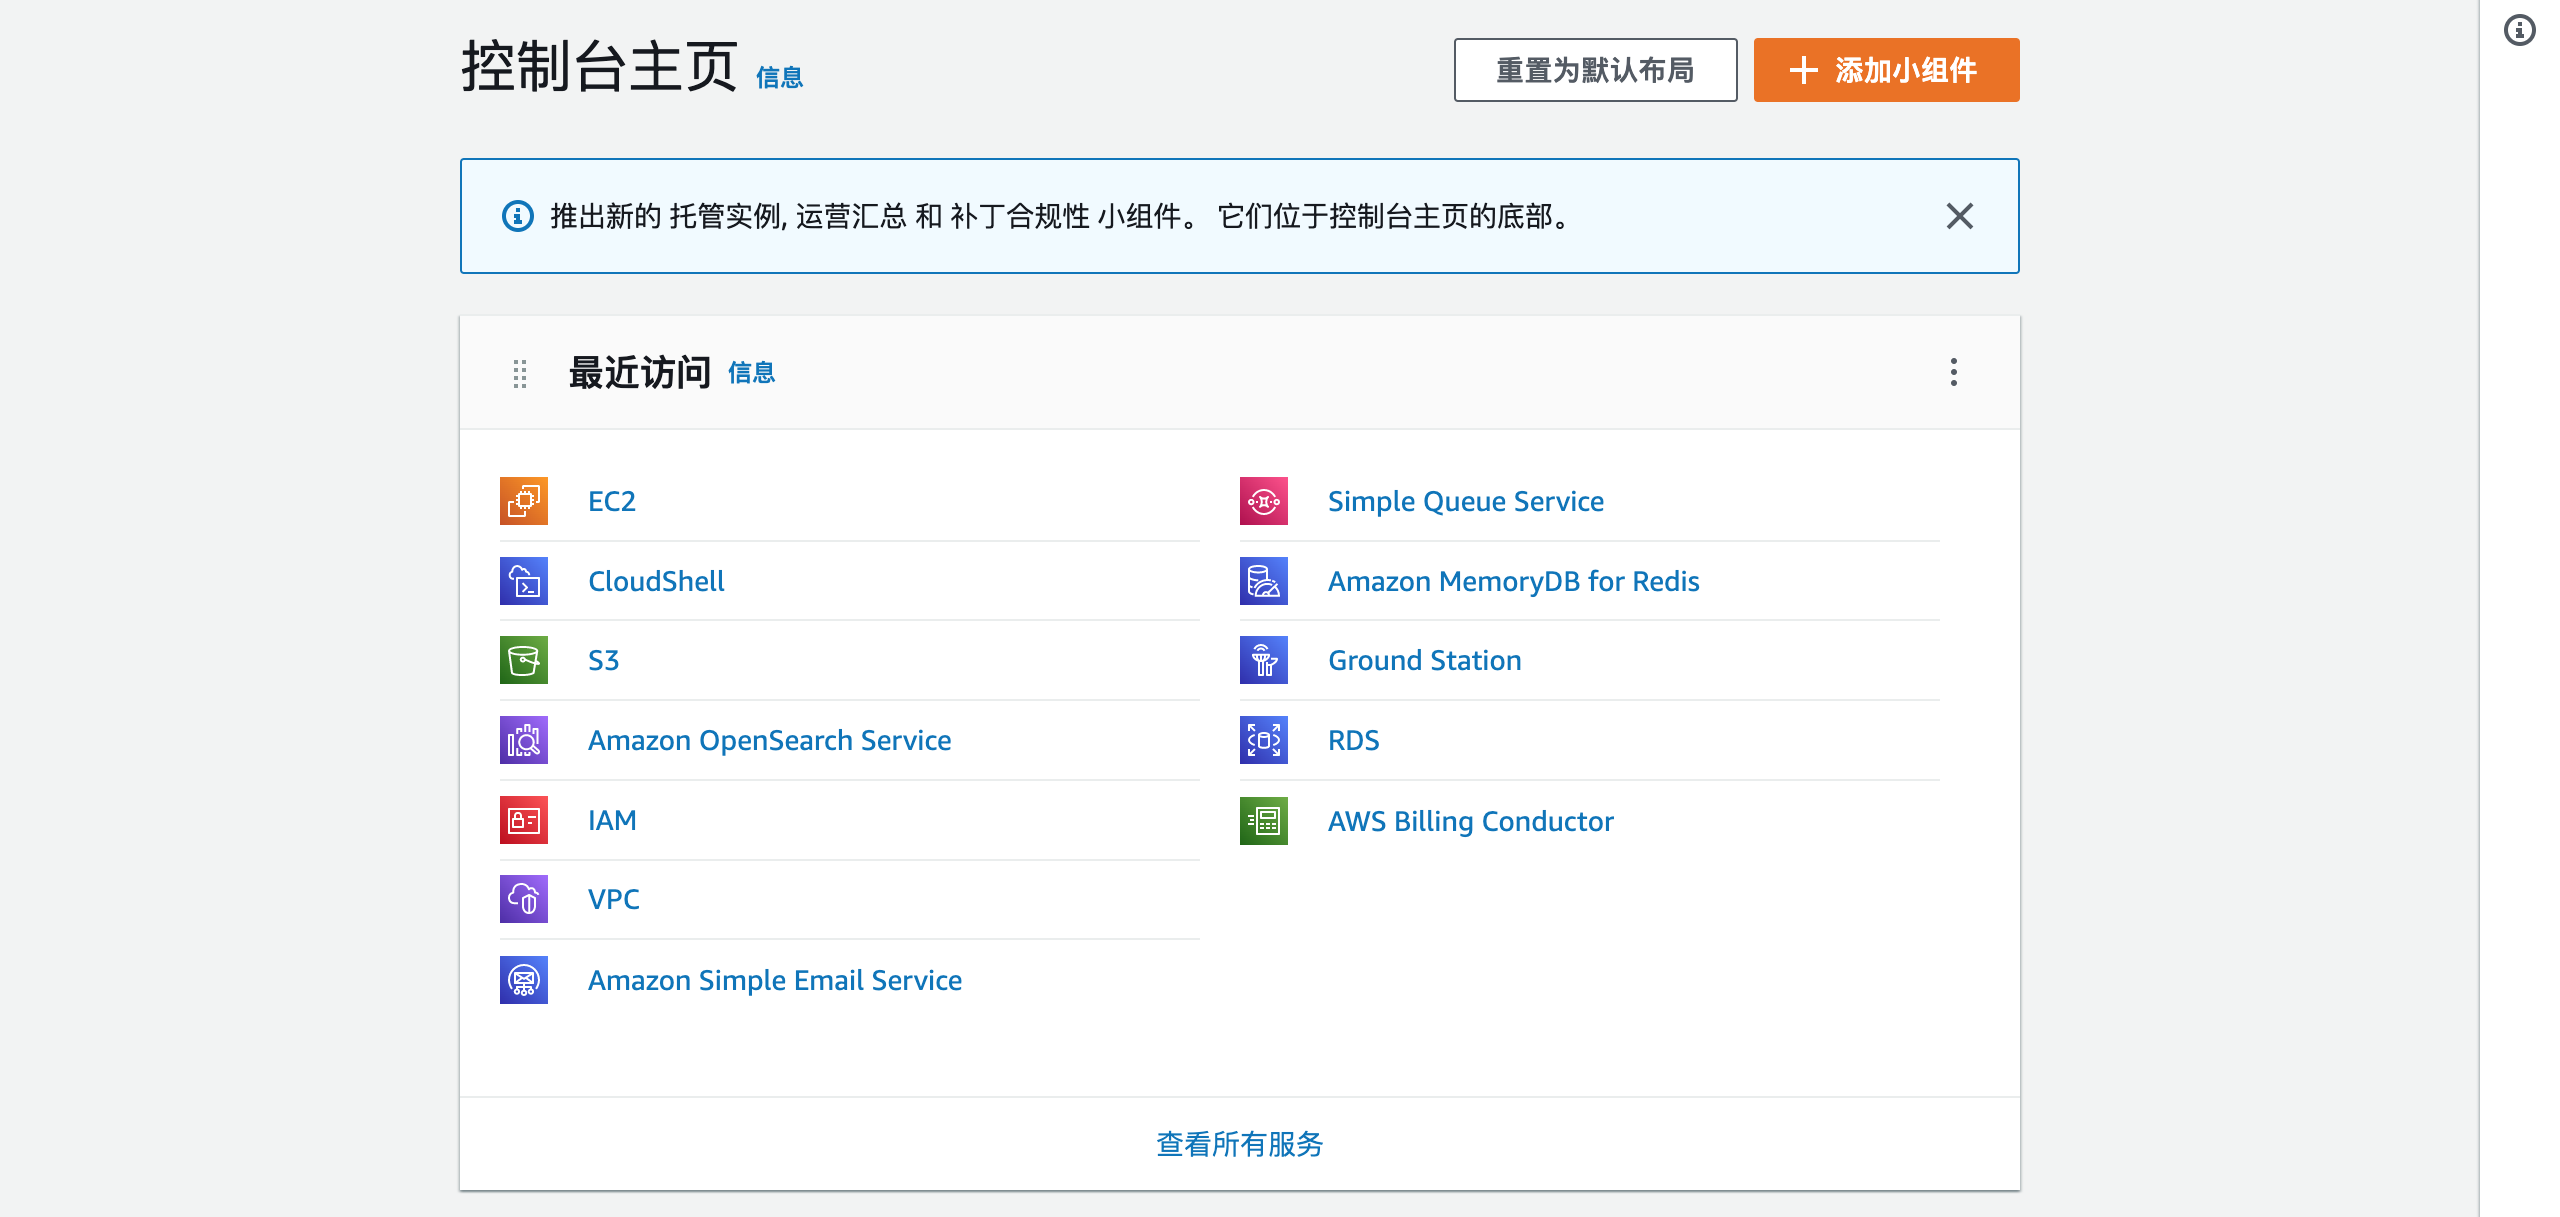 控制台主页 信息
重置为默认布局
添加小组件
推出新的 托管实例, 运营汇总 和 补丁合规性 小组件。 它们位于控制台主页的底部。
最近访问 信息
EC2
CloudShell
S3
Amazon OpenSearch Service
IAM
VPC
Amazon Simple Email Service
Simple Queue Service
Amazon MemoryDB for Redis
Ground Station
RDS
AWS Billing Conductor
查看所有服务